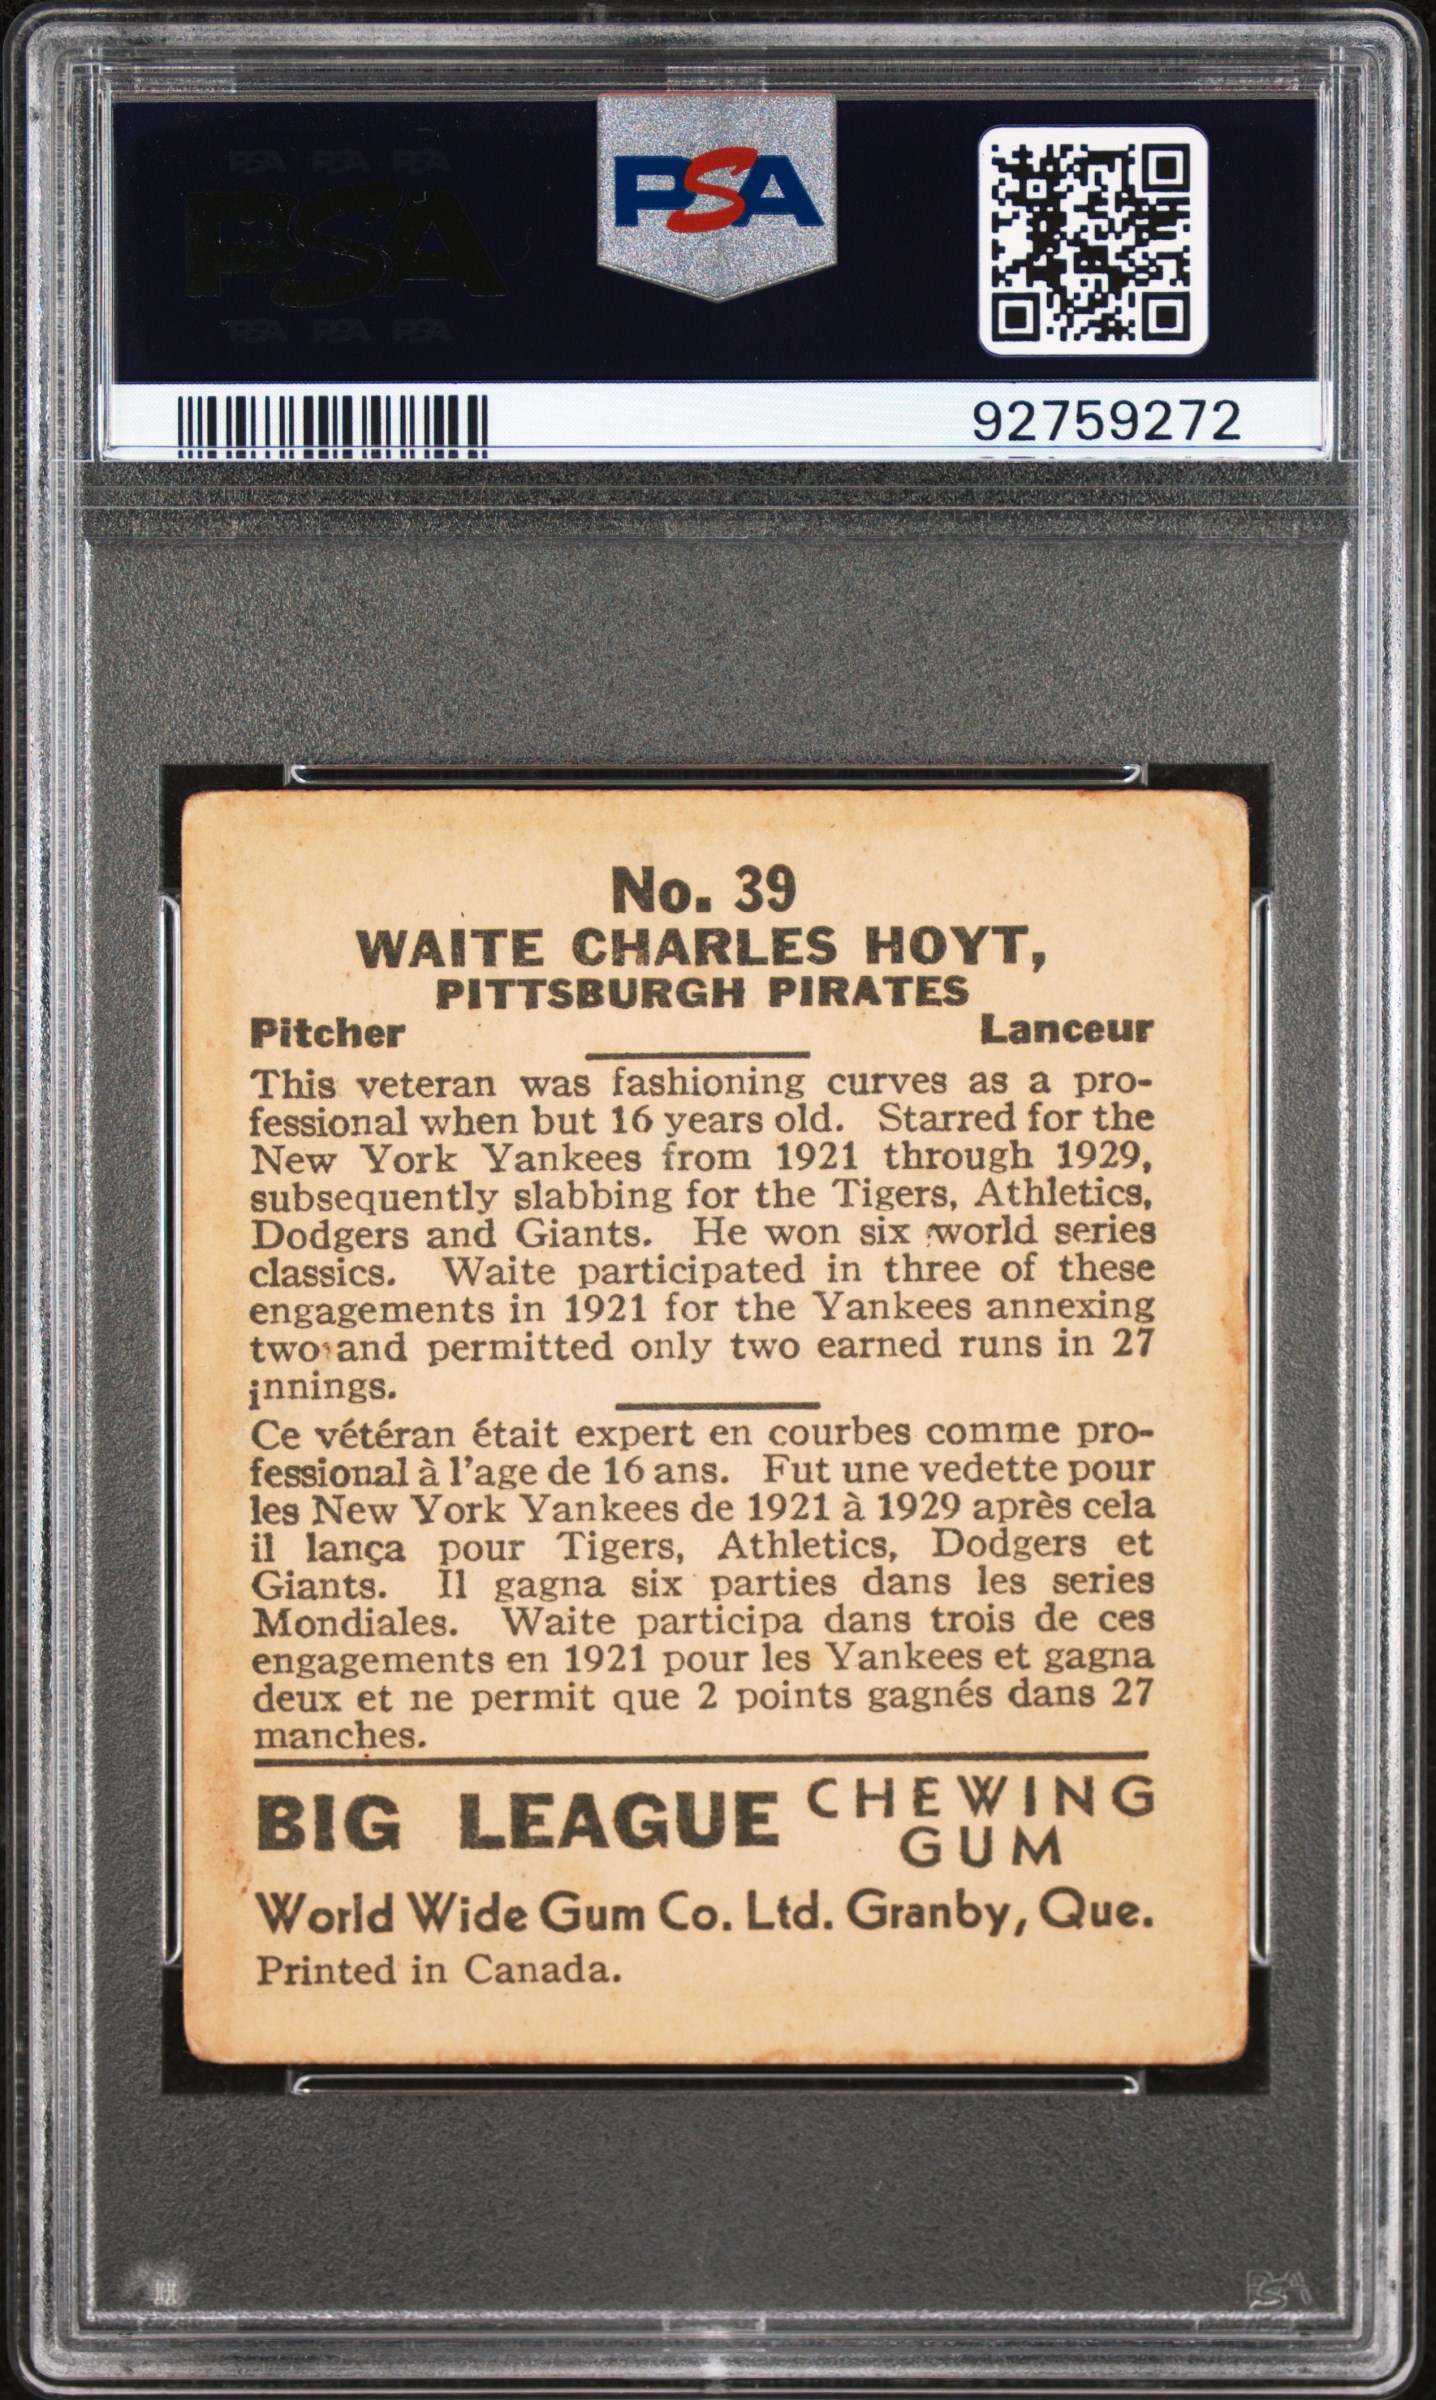 PSA PSA PSA
PSA
PSA PSA PSA
PSA
92759272
No. 39
WAITE CHARLES HOYT,
PITTSBURGH PIRATES
Pitcher Lanceur
This veteran was fashioning curves as a pro-
fessional when but 16 years old. Starred for the
New York Yankees from 1921 through 1929,
subsequently slabbing for the Tigers, Athletics,
Dodgers and Giants. He won six world series
classics. Waite participated in three of these
engagements in 1921 for the Yankees annexing
two and permitted only two earned runs in 27
innings.
Ce vétéran était expert en courbes comme pro-
fessional à l'age de 16 ans. Fut une vedette pour
les New York Yankees de 1921 à 1929 après cela
il lança pour Tigers, Athletics, Dodgers et
Giants. Il gagna six parties dans les series
Mondiales. Waite participa dans trois de ces
engagements en 1921 pour les Yankees et gagna
deux et ne permit que 2 points gagnés dans 27
manches.
BIG LEAGUE CHEWING
GUM
World Wide Gum Co. Ltd. Granby, Que.
Printed in Canada.
PSA